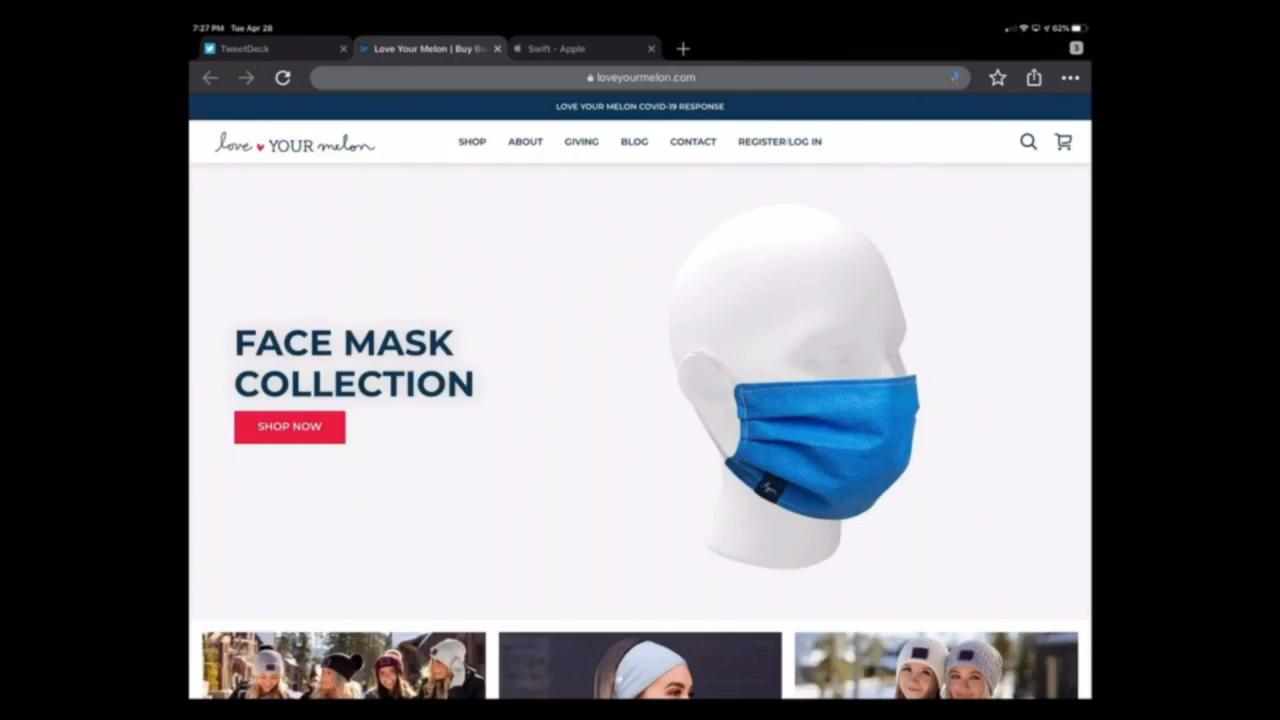 7:27 PM Tue Apr 28
62%
TweetDeck
Love Your Melon | Buy Be
Swift - Apple
3
loveyourmelon.com
LOVE YOUR MELON COVID-19 RESPONSE
love YOUR melon
SHOP
ABOUT
GIVING
BLOG
CONTACT
REGISTER/LOG IN
FACE MASK
COLLECTION
SHOP NOW